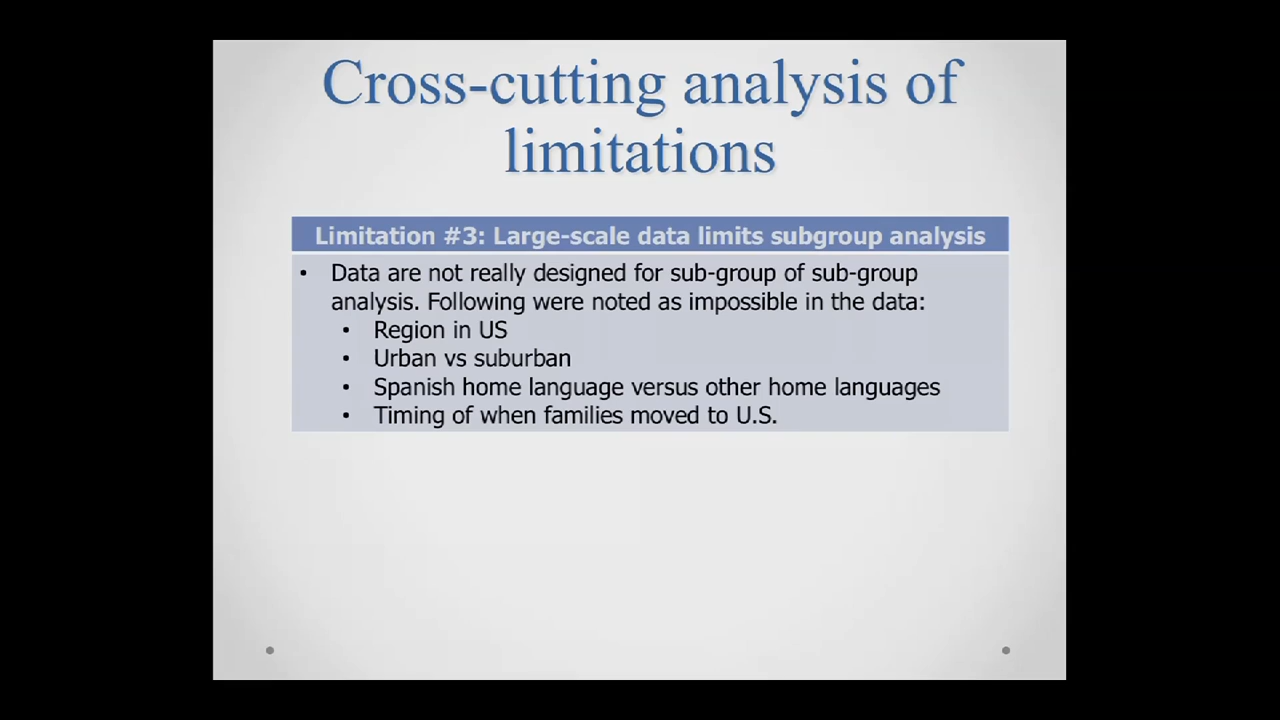 Cross-cutting analysis of
limitations
Limitation #3: Large-scale data limits subgroup analysis
• Data are not really designed for sub-group of sub-group
analysis. Following were noted as impossible in the data:
• Region in US
• Urban vs suburban
• Spanish home language versus other home languages
• Timing of when families moved to U.S.